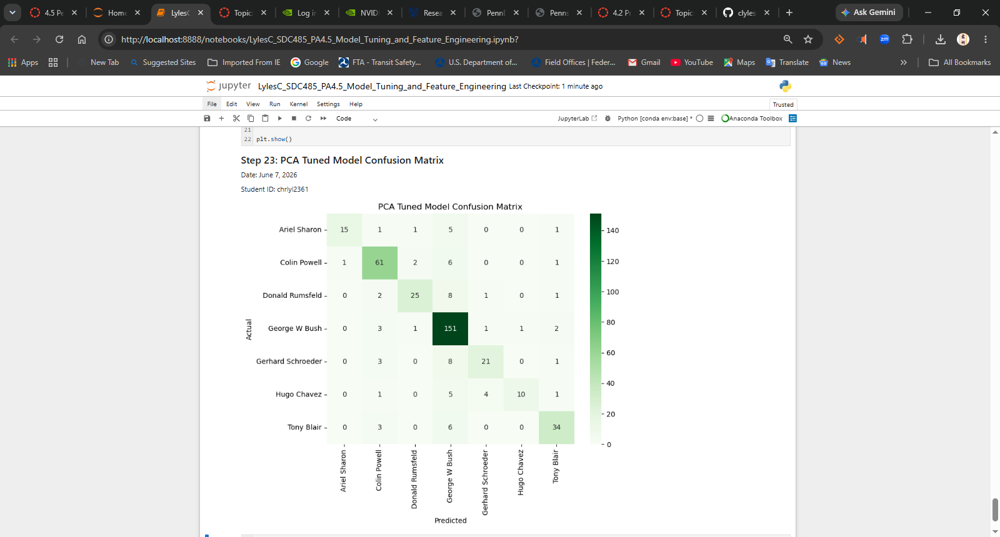 4.5 Pe
Home
LylesC
Topic:
Log in
NVIDI
Resea
PennD
Penns
4.2 Pr
Topic:
clyles
Ask Gemini
http://localhost:8888/notebooks/LylesC_SDC485_PA4.5_Model_Tuning_and_Feature_Engineering.ipynb?
Apps
New Tab
Suggested Sites
Imported From IE
Google
FTA - Transit Safety...
U.S. Department of...
Field Offices | Feder...
Gmail
YouTube
Maps
Translate
News
All Bookmarks
jupyter LylesC_SDC485_PA4.5_Model_Tuning_and_Feature_Engineering Last Checkpoint: 1 minute ago
File Edit View Run Kernel Settings Help
Trusted
Code
JupyterLab
Python [conda env:base] *
Anaconda Toolbox
21
22 plt.show()
Step 23: PCA Tuned Model Confusion Matrix
Date: June 7, 2026
Student ID: chrlyl2361
PCA Tuned Model Confusion Matrix
Ariel Sharon 15 1 1 5 0 0 1
Colin Powell 1 61 2 6 0 0 1
Donald Rumsfeld 0 2 25 8 1 0 1
George W Bush 0 3 1 151 1 1 2
Gerhard Schroeder 0 3 0 8 21 0 1
Hugo Chavez 0 1 0 5 4 10 1
Tony Blair 0 3 0 6 0 0 34
Actual
140
120
100
80
60
40
20
0
Ariel Sharon
Colin Powell
Donald Rumsfeld
George W Bush
Gerhard Schroeder
Hugo Chavez
Tony Blair
Predicted